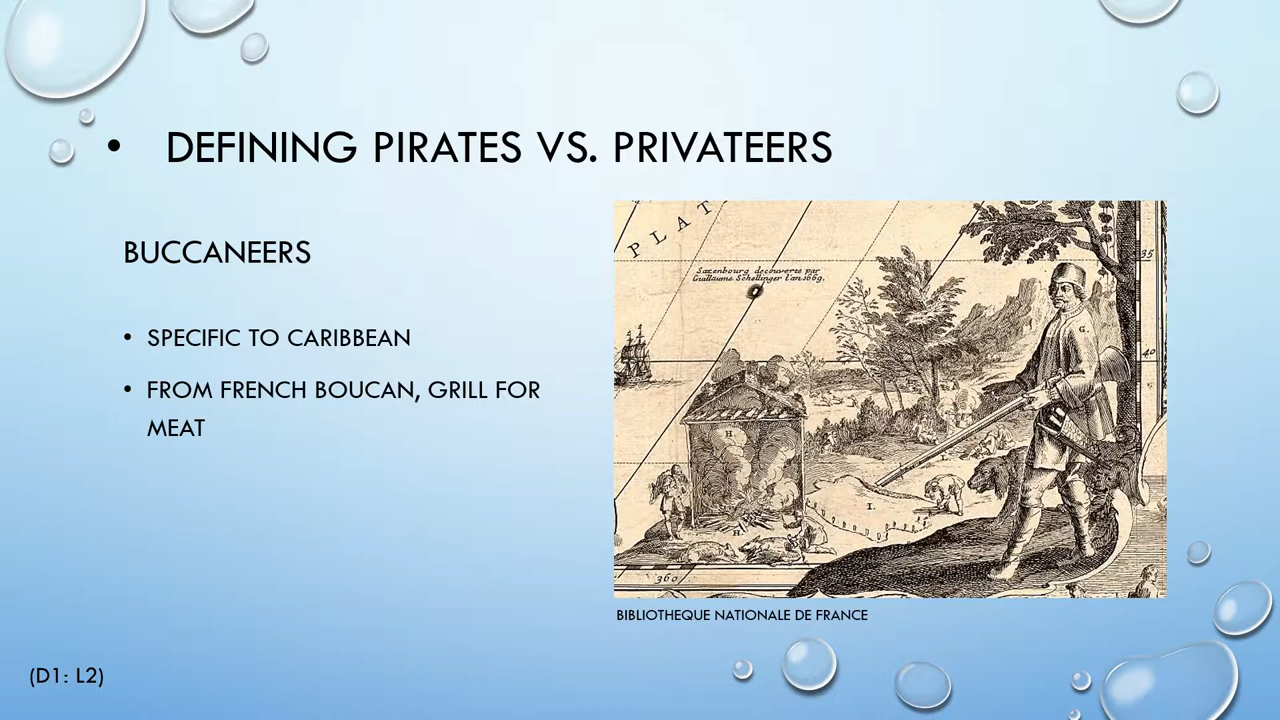 • DEFINING PIRATES VS. PRIVATEERS
BUCCANEERS
• SPECIFIC TO CARIBBEAN
• FROM FRENCH BOUCAN, GRILL FOR
MEAT
PLAT
Saxenbourg decouverte par
Guillaume Schellinger l'an 1669.
35
G.
40
H.
I.
H.
360
BIBLIOTHEQUE NATIONALE DE FRANCE
(D1: L2)